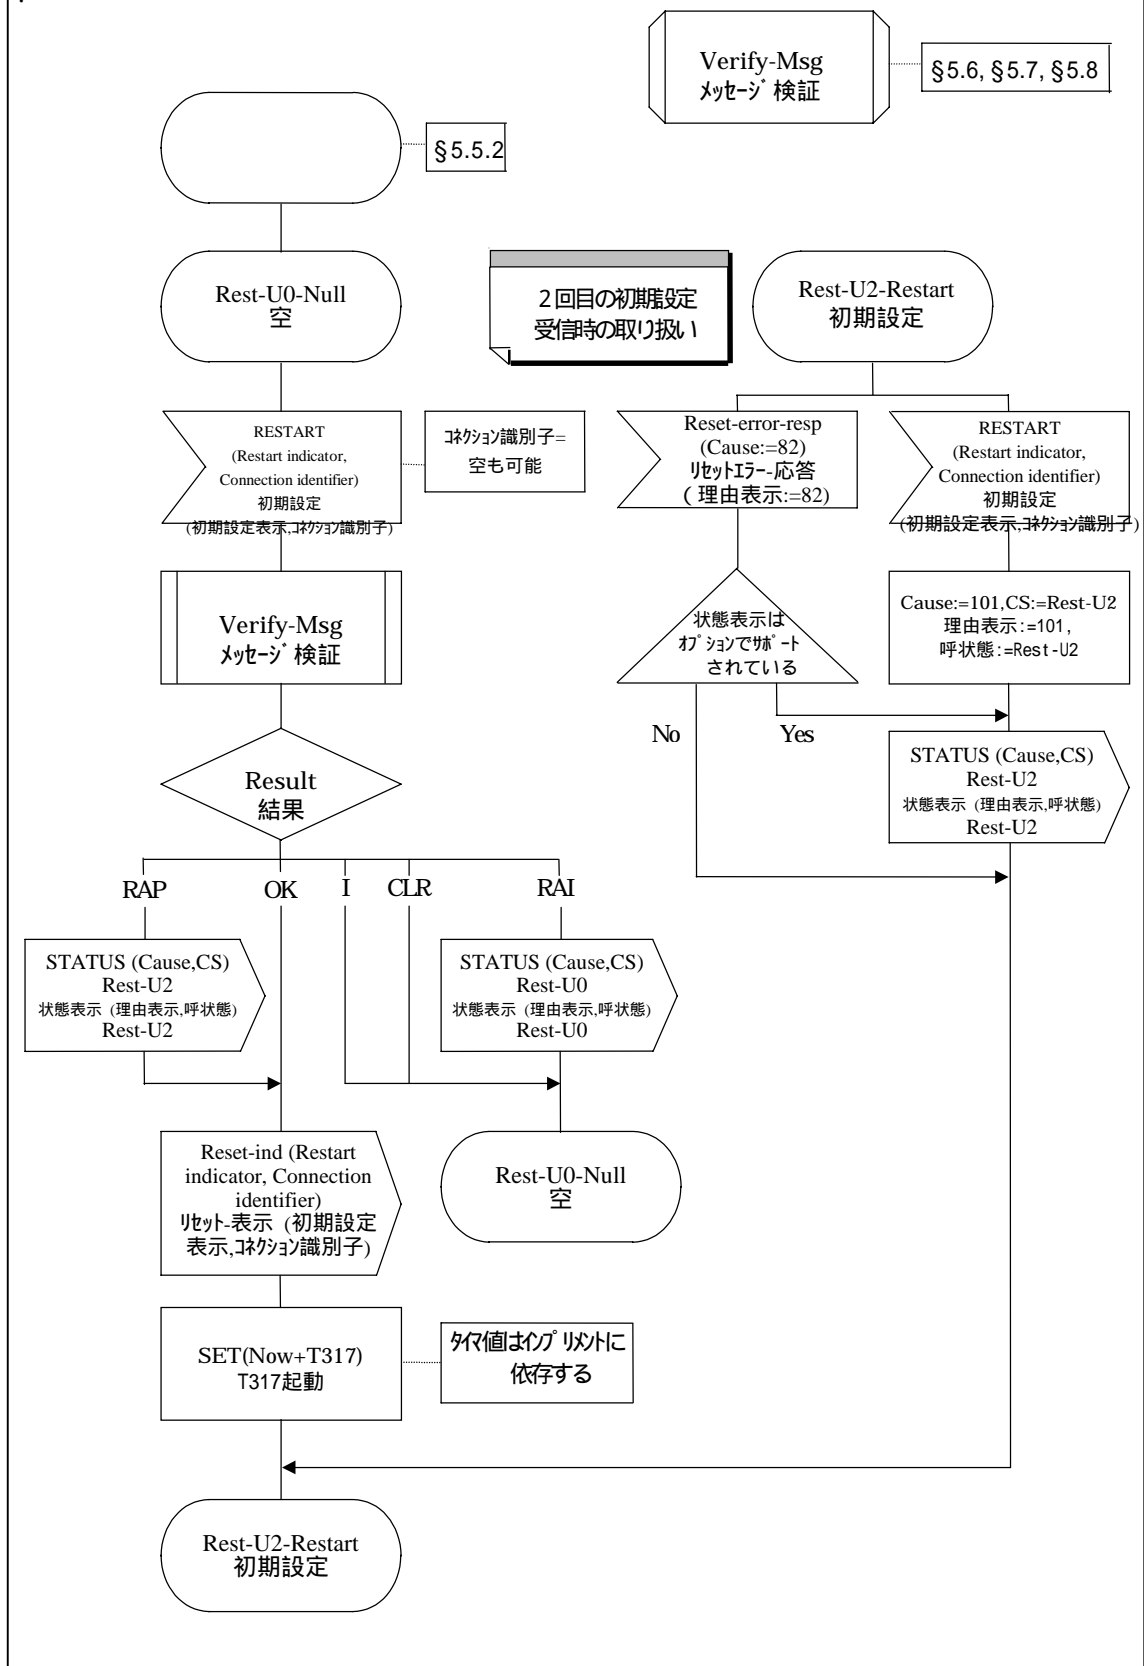 Verify-Msg
メッセージ検証
§5.6, §5.7, §5.8
§5.5.2
Rest-U0-Null
空
2回目の初期設定
受信時の取り扱い
Rest-U2-Restart
初期設定
RESTART
(Restart indicator,
Connection identifier)
初期設定
(初期設定表示,コネクション識別子)
コネクション識別子=
空も可能
Reset-error-resp
(Cause:=82)
リセットエラー-応答
(理由表示:=82)
RESTART
(Restart indicator,
Connection identifier)
初期設定
(初期設定表示,コネクション識別子)
Verify-Msg
メッセージ検証
状態表示は
オプションでサポート
されている
Cause:=101,CS:=Rest-U2
理由表示:=101,
呼状態:=Rest-U2
No
Yes
Result
結果
STATUS (Cause,CS)
Rest-U2
状態表示 (理由表示,呼状態)
Rest-U2
RAP
OK
I
CLR
RAI
STATUS (Cause,CS)
Rest-U2
状態表示 (理由表示,呼状態)
Rest-U2
STATUS (Cause,CS)
Rest-U0
状態表示 (理由表示,呼状態)
Rest-U0
Reset-ind (Restart
indicator, Connection
identifier)
リセット-表示 (初期設定
表示,コネクション識別子)
Rest-U0-Null
空
SET(Now+T317)
T317起動
タイマ値はインプリメントに
依存する
Rest-U2-Restart
初期設定